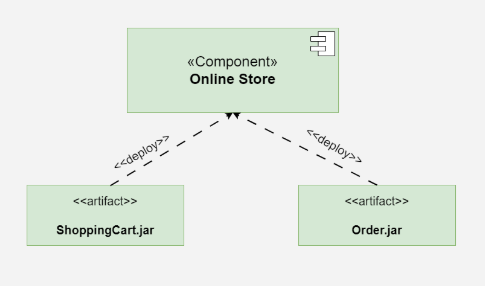 «Component»
Online Store
<<deploy>>
<<deploy>>
<<artifact>>
ShoppingCart.jar
<<artifact>>
Order.jar